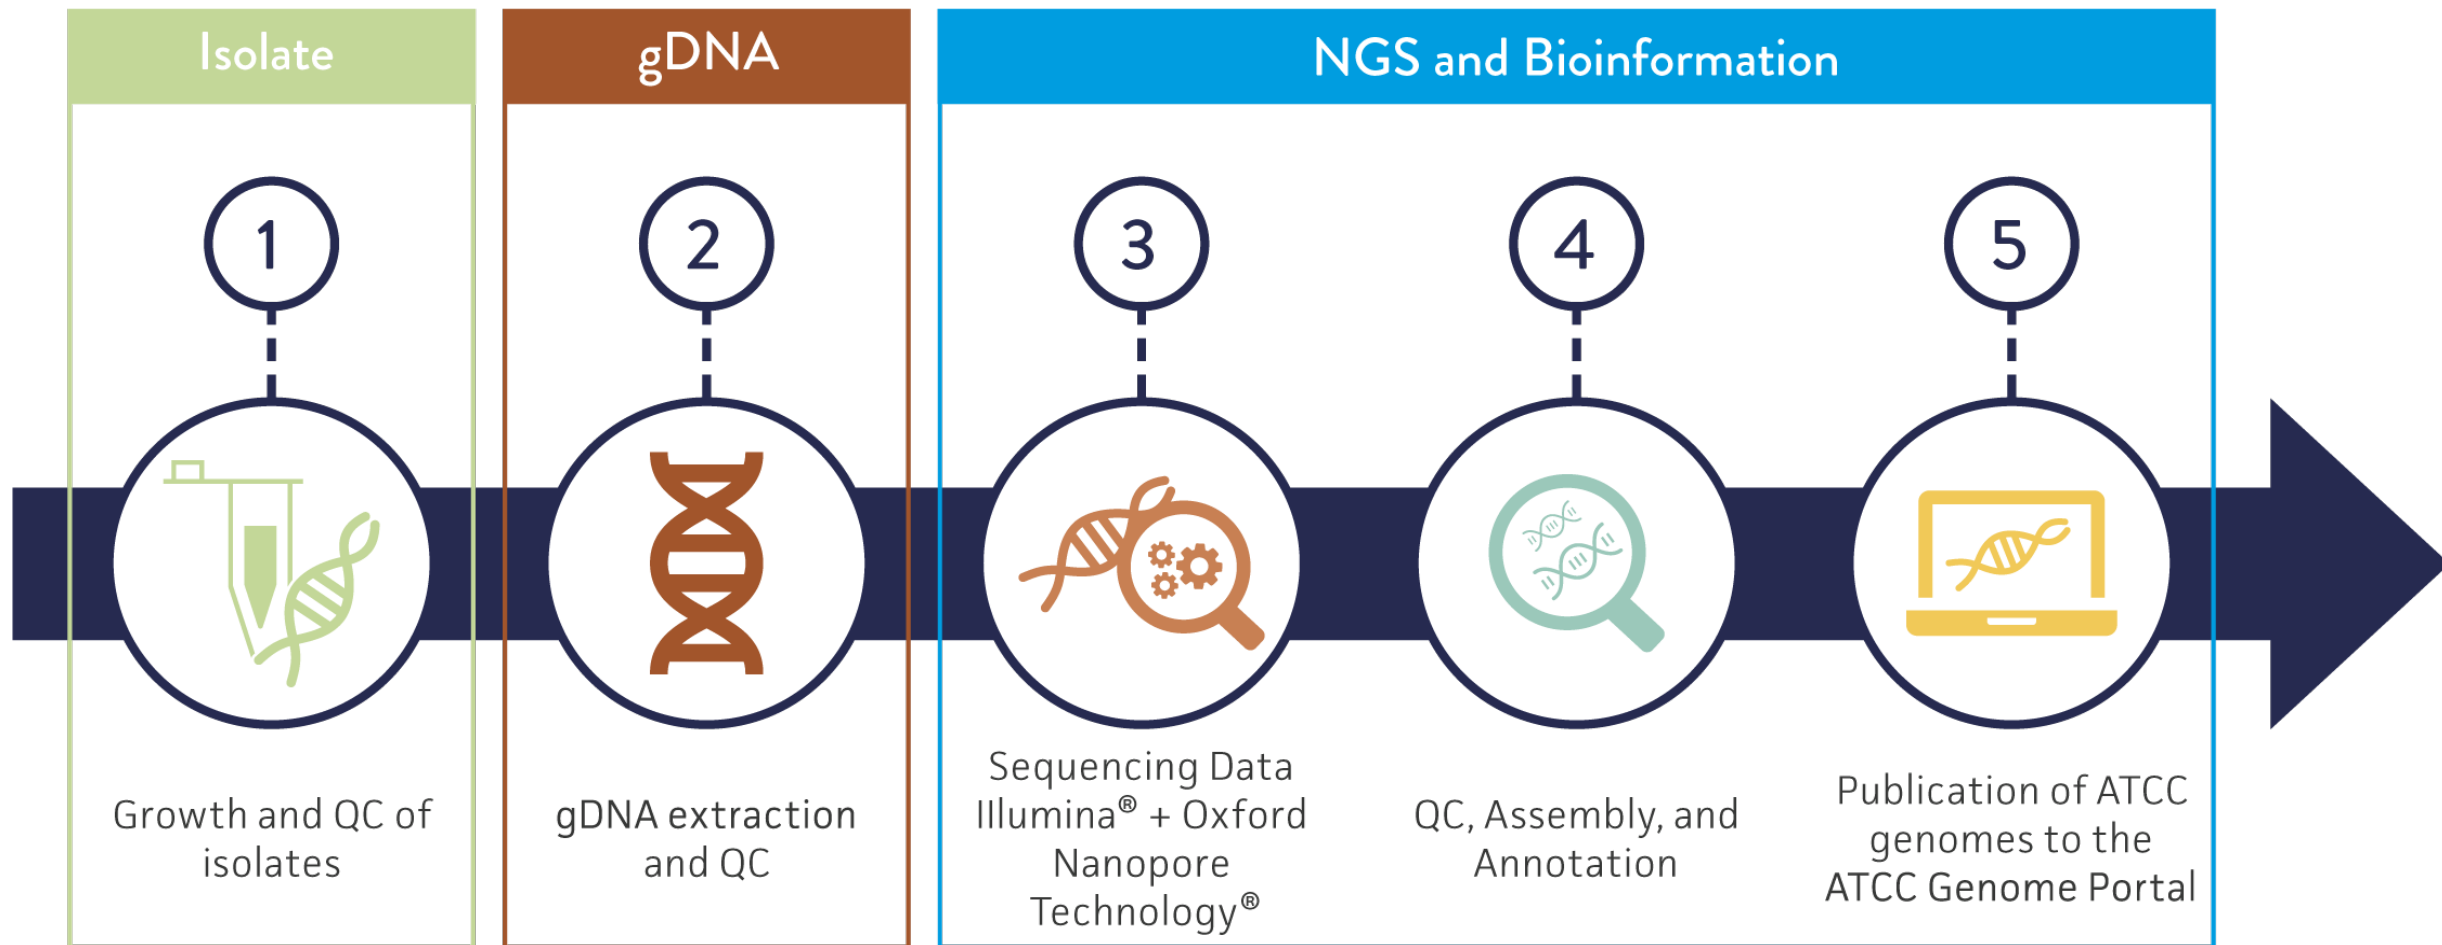 Isolate
gDNA
NGS and Bioinformation
1
2
3
4
5
Growth and QC of
isolates
gDNA extraction
and QC
Sequencing Data
Illumina® + Oxford
Nanopore
Technology®
QC, Assembly, and
Annotation
Publication of ATCC
genomes to the
ATCC Genome Portal